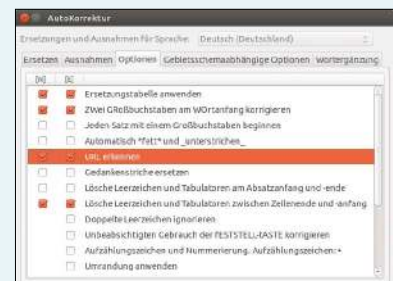 AutoKorrektur
Ersetzungen und Ausnahmen für Sprache: Deutsch (Deutschland)
Ersetzen Ausnahmen Optionen Gebietsschemaabhängige Optionen Wortergänzung
[M] [E]
Ersetzungstabelle anwenden
ZWei GRoßbuchstaben am WOrtanfang korrigieren
Jeden Satz mit einem Großbuchstaben beginnen
Automatisch *fett* und _unterstrichen_
URL erkennen
Gedankenstriche ersetzen
Lösche Leerzeichen und Tabulatoren am Absatzanfang und -ende
Lösche Leerzeichen und Tabulatoren zwischen Zeilenende und -anfang
Doppelte Leerzeichen ignorieren
Unbeabsichtigten Gebrauch der fESTSTELL-tASTE korrigieren
Aufzählungszeichen und Nummerierung. Aufzählungszeichen: •
Umrandung anwenden